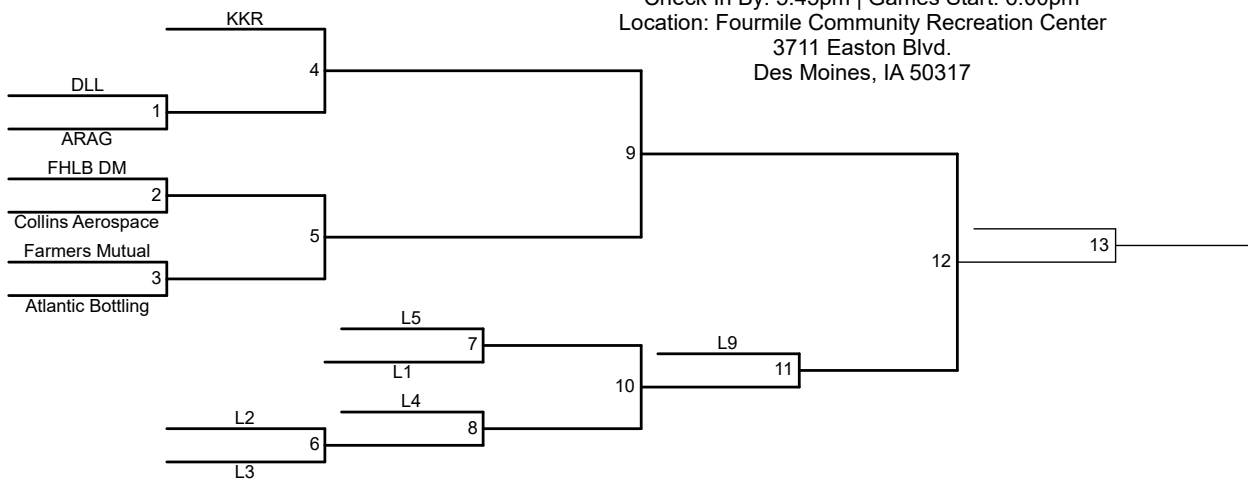 Check In By: 5:45pm | Games Start: 6:00pm
Location: Fourmile Community Recreation Center
3711 Easton Blvd.
Des Moines, IA 50317
KKR
4
DLL
1
ARAG
FHLB DM
2
Collins Aerospace
5
Farmers Mutual
3
Atlantic Bottling
9
12
13
L5
7
L1
L9
11
10
L4
8
L2
6
L3